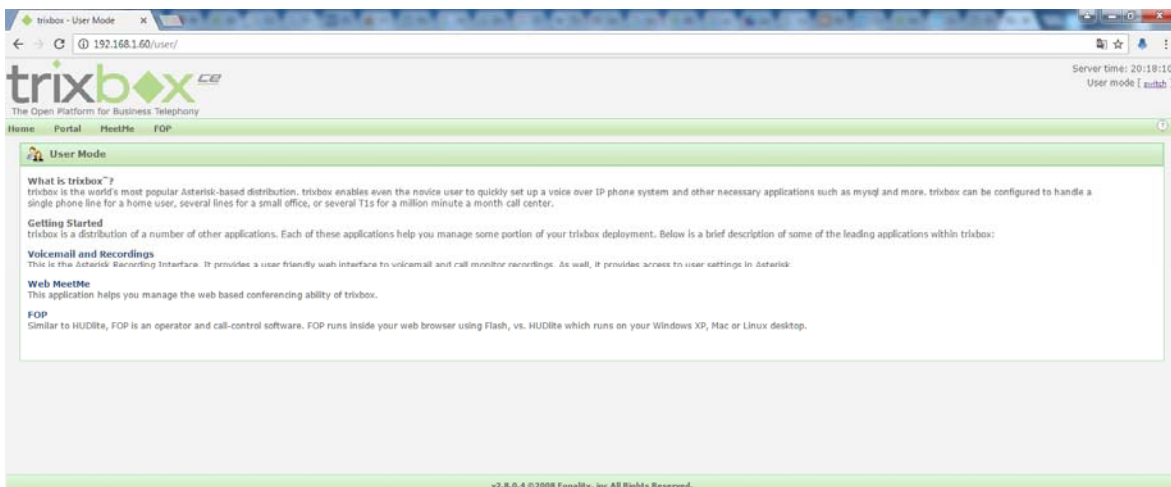 trixbox - User Mode
192.168.1.60/user/
trixbox CE
The Open Platform for Business Telephony
Server time: 20:18:10
User mode [ switch ]
Home Portal MeetMe FOP
User Mode
What is trixbox™?
trixbox is the world's most popular Asterisk-based distribution. trixbox enables even the novice user to quickly set up a voice over IP phone system and other necessary applications such as mysql and more. trixbox can be configured to handle a
single phone line for a home user, several lines for a small office, or several T1s for a million minute a month call center.
Getting Started
trixbox is a distribution of a number of other applications. Each of these applications help you manage some portion of your trixbox deployment. Below is a brief description of some of the leading applications within trixbox:
Voicemail and Recordings
This is the Asterisk Recording Interface. It provides a user friendly web interface to voicemail and call monitor recordings. As well, it provides access to user settings in Asterisk.
Web MeetMe
This application helps you manage the web based conferencing ability of trixbox.
FOP
Similar to HUDlite, FOP is an operator and call-control software. FOP runs inside your web browser using Flash, vs. HUDlite which runs on your Windows XP, Mac or Linux desktop.
v2.8.0.4 ©2008 Fonality, inc All Rights Reserved.